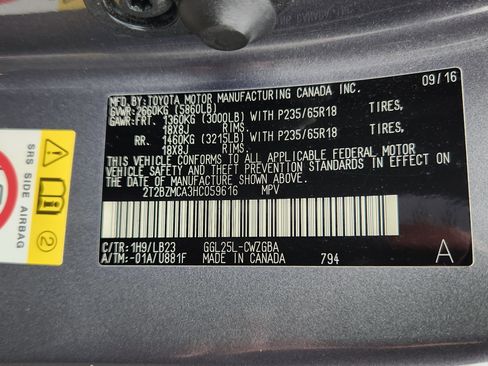 MFD. BY: TOYOTA MOTOR MANUFACTURING CANADA INC.
GVWR: 2660KG (5860LB) 09/16
GAWR:FRT. 1360KG (3000LB) WITH P235/65R18 TIRES,
18X8J RIMS.
RR. 1460KG (3215LB) WITH P235/65R18 TIRES,
18X8J RIMS.
THIS VEHICLE CONFORMS TO ALL APPLICABLE FEDERAL MOTOR
VEHICLE SAFETY AND THEFT PREVENTION STANDARDS IN EFFECT ON
THE DATE OF MANUFACTURE SHOWN ABOVE.
2T2BZMCA3HC059616 MPV
C/TR: 1H9/LB23 GGL25L-CWZGBA
A/TM:-01A/U881F MADE IN CANADA 794 A
SRS SIDE AIRBAG
2